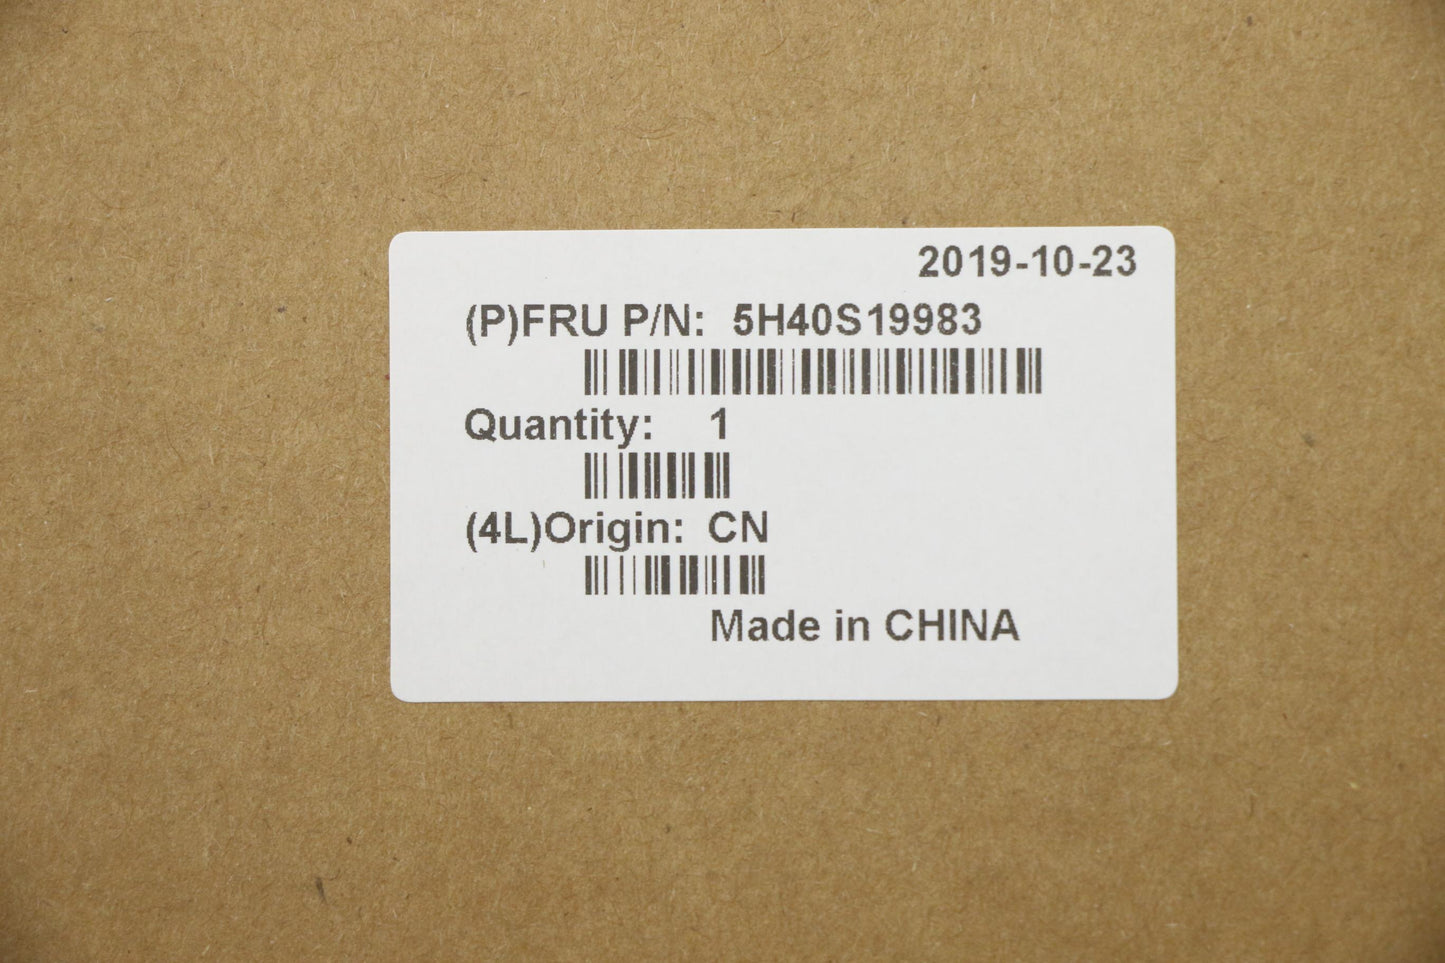 2019-10-23
(P)FRU P/N: 5H40S19983
Quantity: 1
(4L)Origin: CN
Made in CHINA